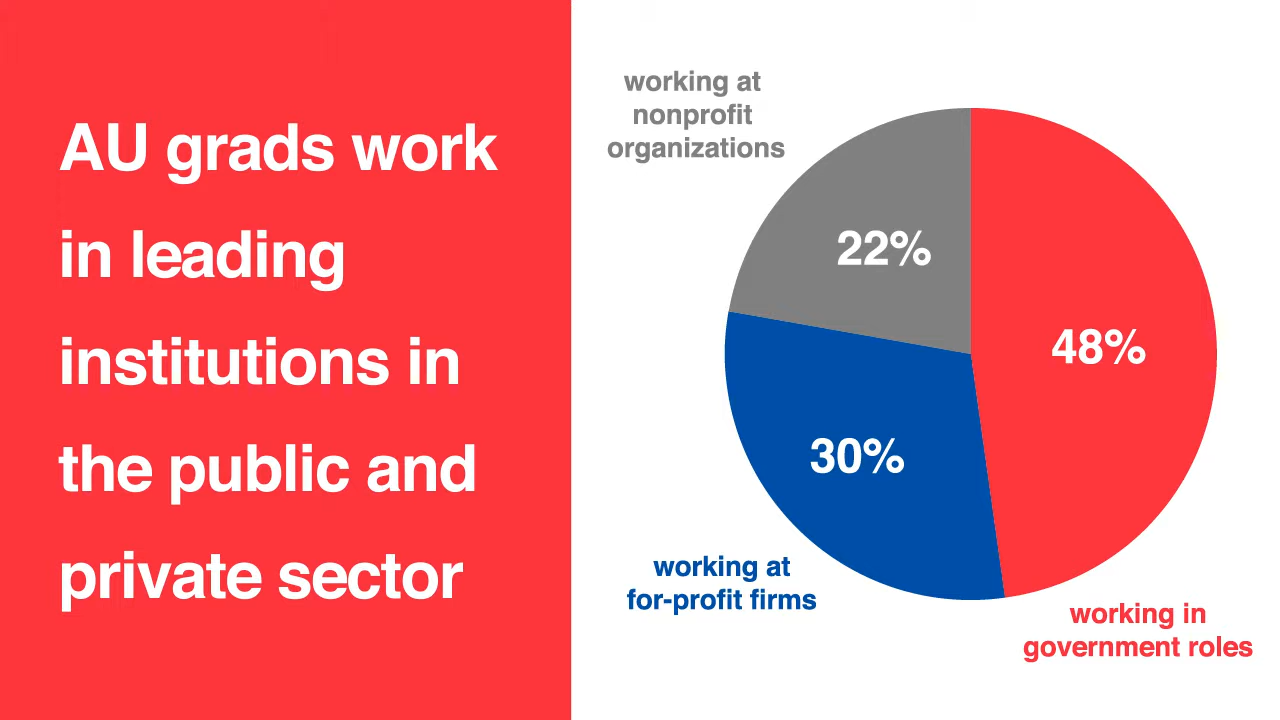 AU grads work
in leading
institutions in
the public and
private sector
working at
nonprofit
organizations
22%
48%
30%
working at
for-profit firms
working in
government roles